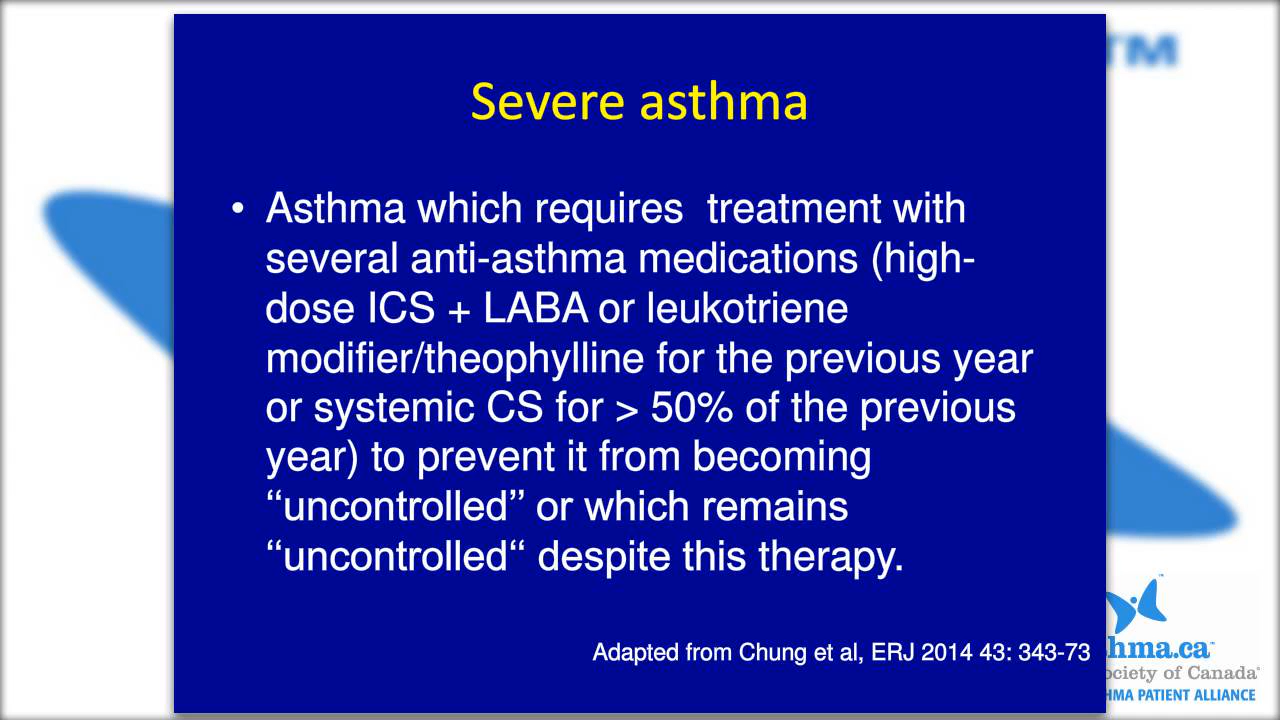 TM
Severe asthma
• Asthma which requires  treatment with
several anti-asthma medications (high-
dose ICS + LABA or leukotriene
modifier/theophylline for the previous year
or systemic CS for > 50% of the previous
year) to prevent it from becoming
“uncontrolled” or which remains
“uncontrolled“ despite this therapy.
Adapted from Chung et al, ERJ 2014 43: 343-73
hma.ca™
ociety of Canada
HMA PATIENT ALLIANCE